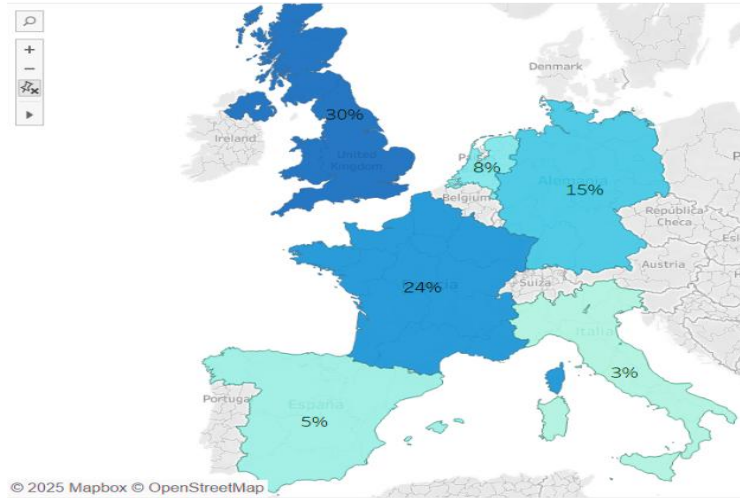 Denmark
30%
Ireland
United
Kingdom
8%
Alemania
15%
Belgium
República
Checa
24%
Suiza
Austria
Italia
3%
Portuga
España
5%
© 2025 Mapbox © OpenStreetMap